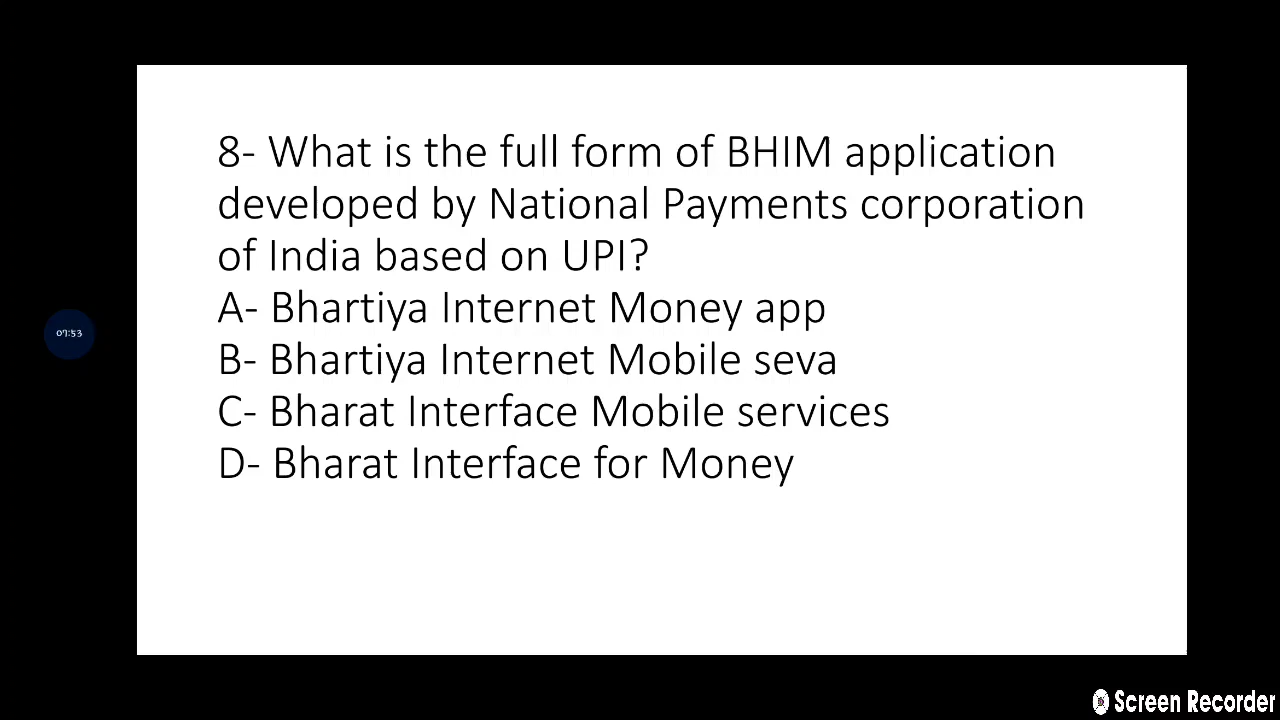 8- What is the full form of BHIM application
developed by National Payments corporation
of India based on UPI?
A- Bhartiya Internet Money app
B- Bhartiya Internet Mobile seva
C- Bharat Interface Mobile services
D- Bharat Interface for Money
07:53
Screen Recorder